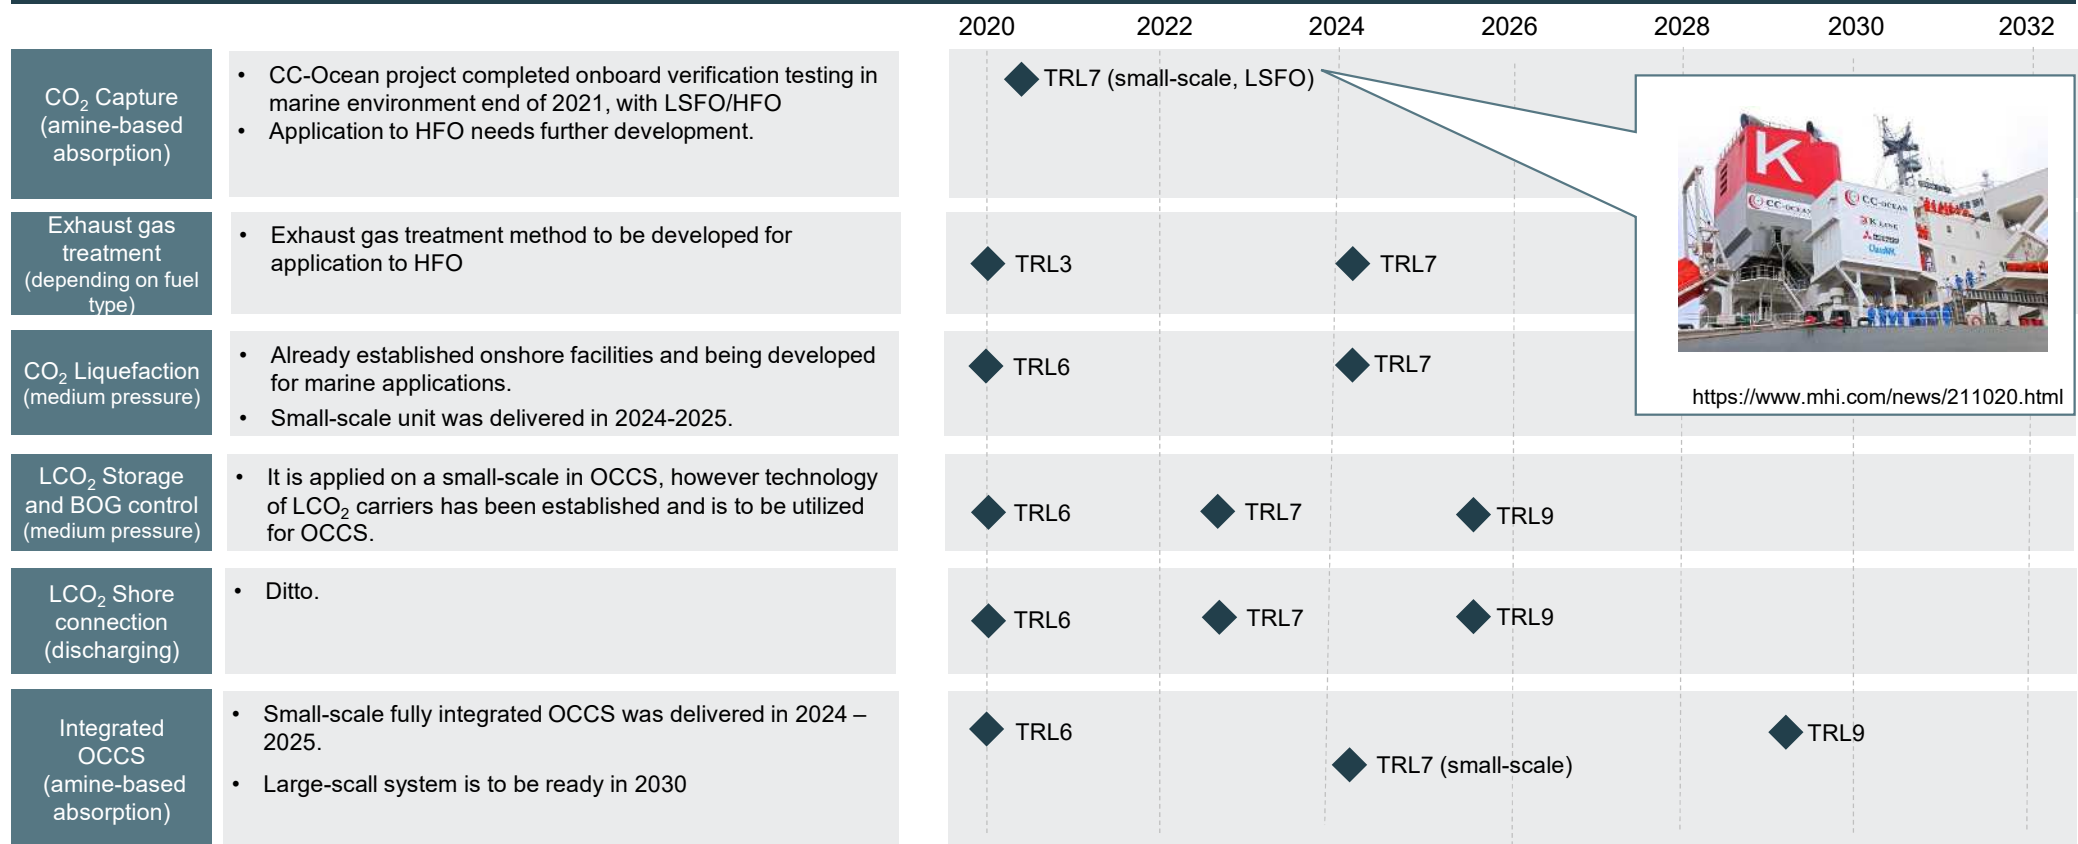 2020 2022 2024 2026 2028 2030 2032
CO2 Capture
(amine-based
absorption)
• CC-Ocean project completed onboard verification testing in
marine environment end of 2021, with LSFO/HFO
• Application to HFO needs further development.
TRL7 (small-scale, LSFO)
K
CC-OCEAN
CC-OCEAN
K LINE
ClassNK
https://www.mhi.com/news/211020.html
Exhaust gas
treatment
(depending on fuel
type)
• Exhaust gas treatment method to be developed for
application to HFO
TRL3 TRL7
CO2 Liquefaction
(medium pressure)
• Already established onshore facilities and being developed
for marine applications.
• Small-scale unit was delivered in 2024-2025.
TRL6 TRL7
LCO2 Storage
and BOG control
(medium pressure)
• It is applied on a small-scale in OCCS, however technology
of LCO2 carriers has been established and is to be utilized
for OCCS.
TRL6 TRL7 TRL9
LCO2 Shore
connection
(discharging)
• Ditto.
TRL6 TRL7 TRL9
Integrated
OCCS
(amine-based
absorption)
• Small-scale fully integrated OCCS was delivered in 2024 –
2025.
• Large-scall system is to be ready in 2030
TRL6 TRL9
TRL7 (small-scale)